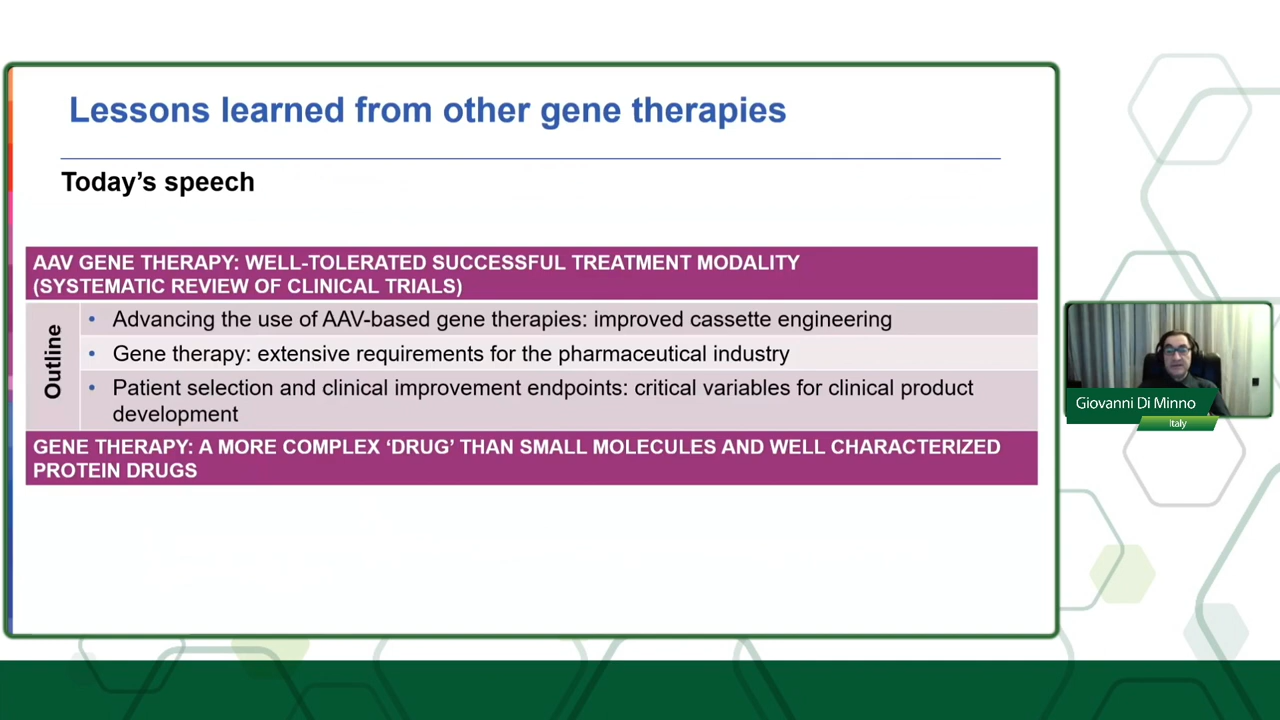 Lessons learned from other gene therapies
Today’s speech
AAV GENE THERAPY: WELL-TOLERATED SUCCESSFUL TREATMENT MODALITY
(SYSTEMATIC REVIEW OF CLINICAL TRIALS)
Outline
• Advancing the use of AAV-based gene therapies: improved cassette engineering
• Gene therapy: extensive requirements for the pharmaceutical industry
• Patient selection and clinical improvement endpoints: critical variables for clinical product
development
GENE THERAPY: A MORE COMPLEX ‘DRUG’ THAN SMALL MOLECULES AND WELL CHARACTERIZED
PROTEIN DRUGS
Giovanni Di Minno
Italy